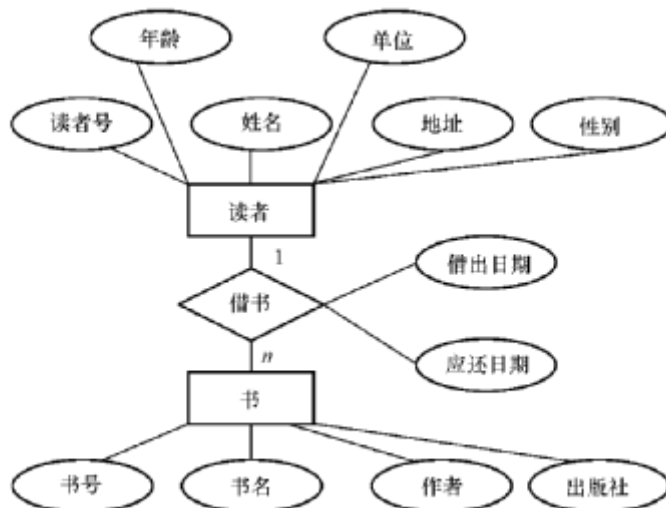 年龄
单位
读者号
姓名
地址
性别
读者
1
借书
借出日期
应还日期
n
书
书号
书名
作者
出版社